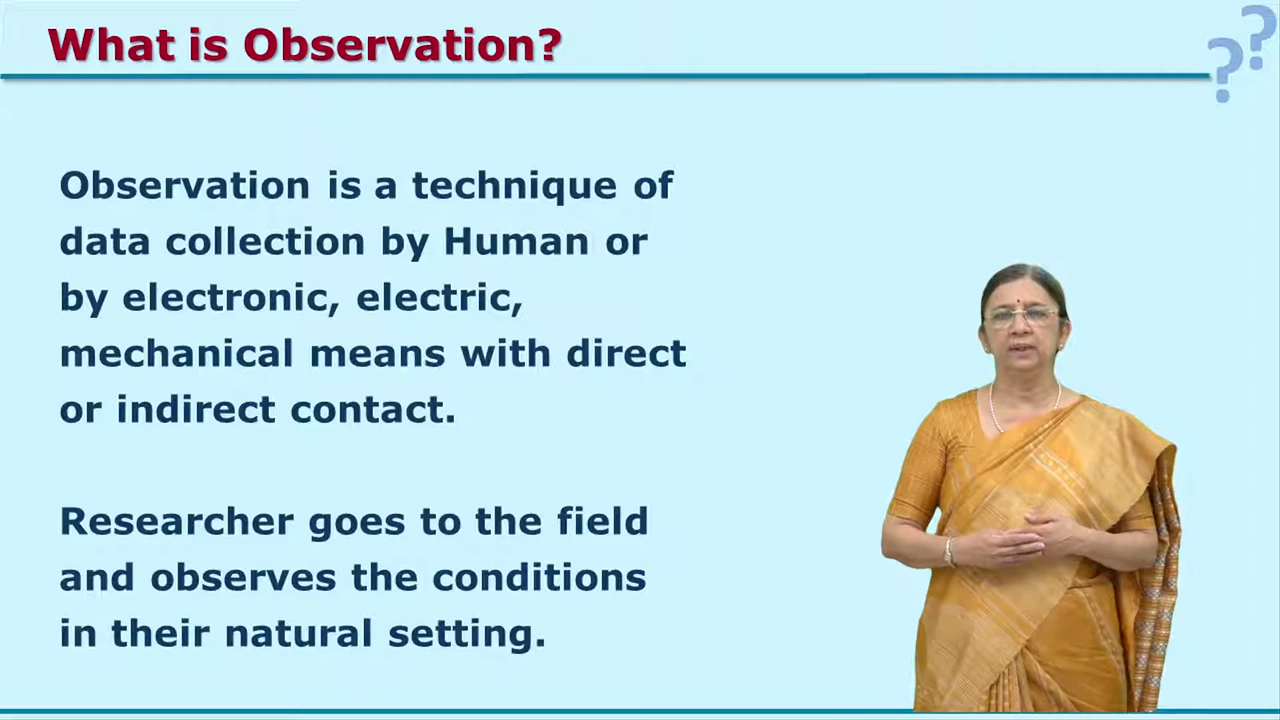 What is Observation?
??
Observation is a technique of
data collection by Human or
by electronic, electric,
mechanical means with direct
or indirect contact.
Researcher goes to the field
and observes the conditions
in their natural setting.